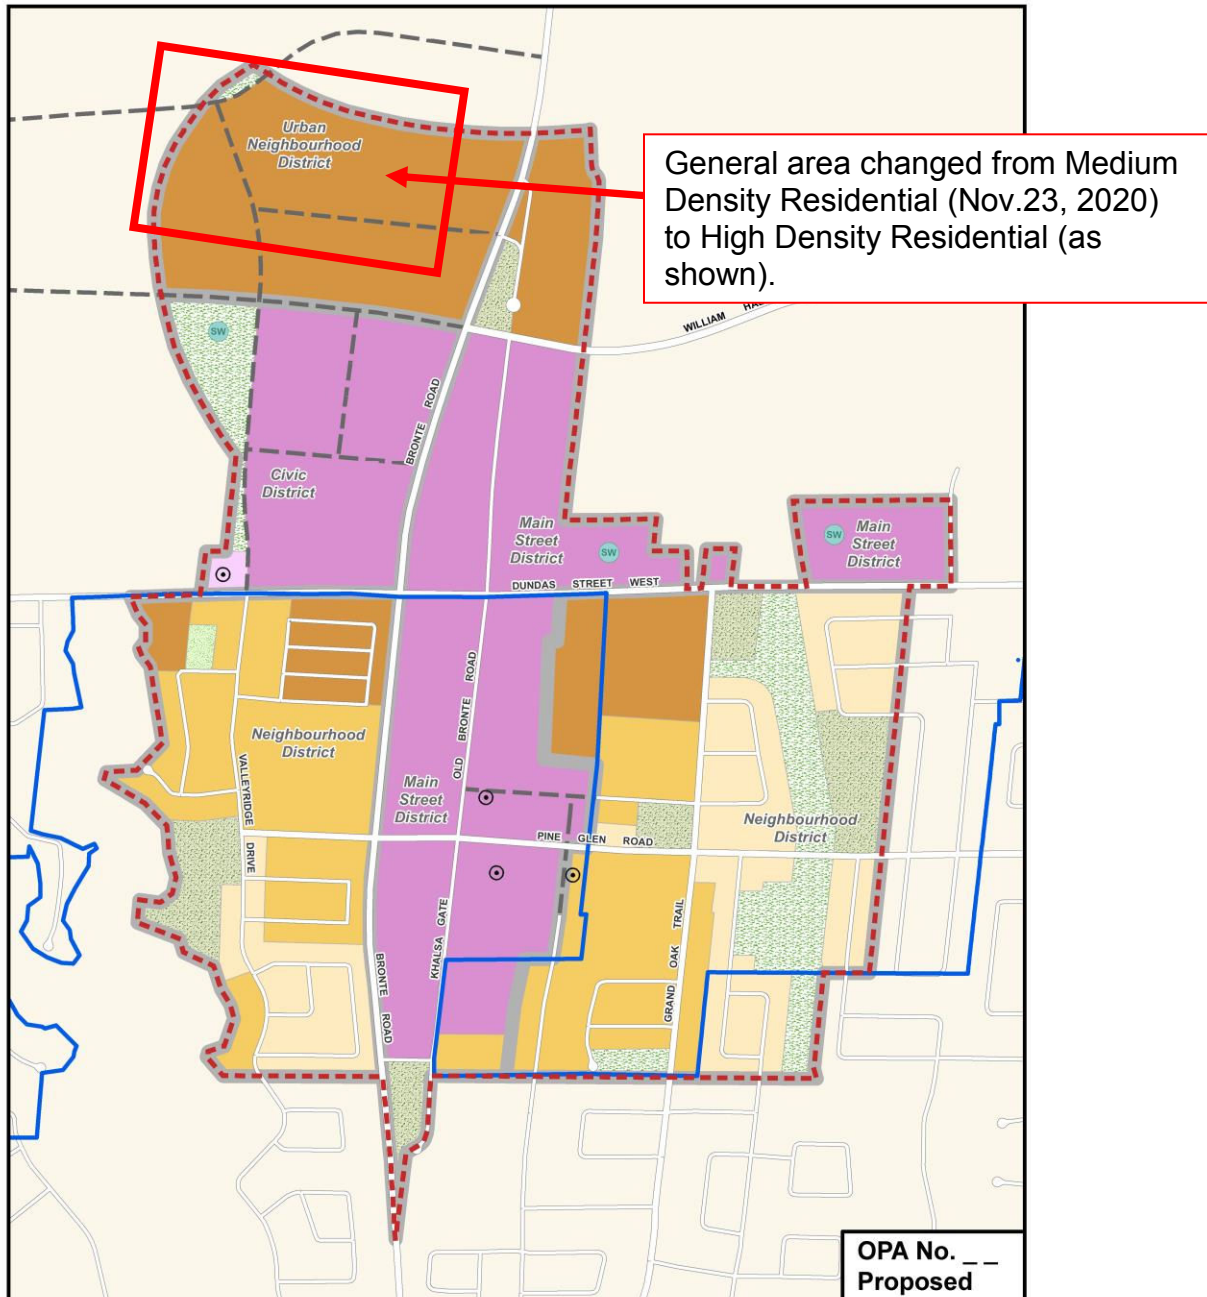 Urban
Neighbourhood
District
General area changed from Medium
Density Residential (Nov.23, 2020)
to High Density Residential (as
shown).
WILLIAM HA
SW
BRONTE ROAD
Civic
District
Main
Street
District
SW
SW
Main
Street
District
DUNDAS STREET WEST
OLD BRONTE ROAD
Neighbourhood
District
VALLEYRIDGE DRIVE
Main
Street
District
PINE GLEN ROAD
Neighbourhood
District
KHALSA GATE
GRAND OAK TRAIL
BRONTE ROAD
OPA No. _ _
Proposed